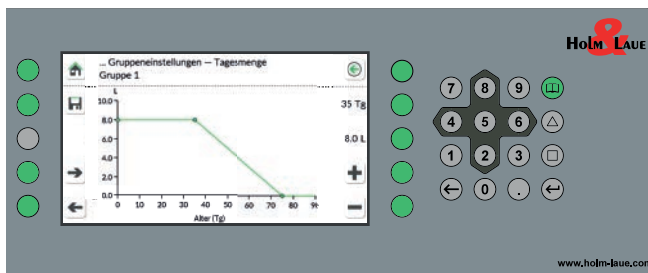 Holm & Laue
... Gruppeneinstellungen — Tagesmenge
Gruppe 1
L
10.0
8.0
6.0
4.0
2.0
0.0
0 10 20 30 40 50 60 70 80
Alter (Tg)
35 Tg
8.0 L
7 8 9
4 5 6
1 2 3
0 .
www.holm-laue.com